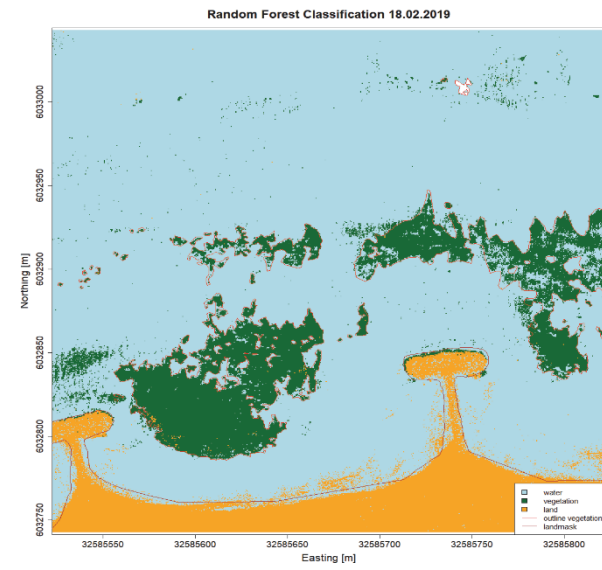 Random Forest Classification 18.02.2019
Northing [m]
6033000
6032950
6032900
6032850
6032800
6032750
32585550
32585600
32585650
32585700
32585750
32585800
Easting [m]
water
vegetation
land
outline vegetation
landmask